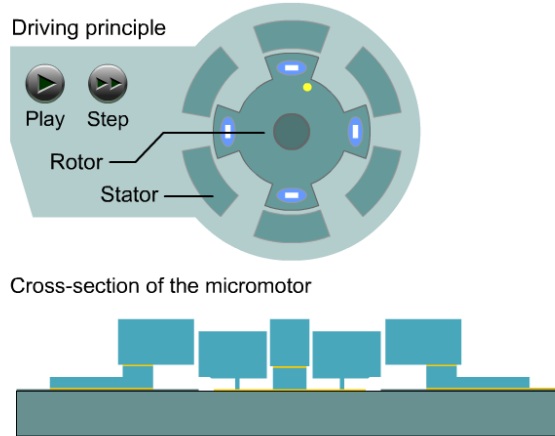 Driving principle
Play Step
Rotor
Stator
Cross-section of the micromotor